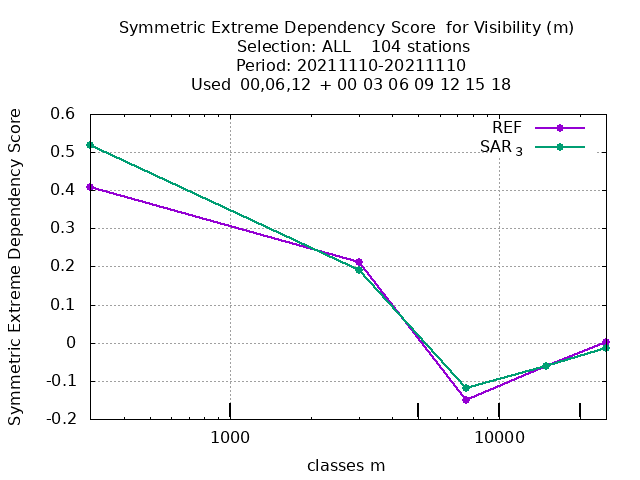 Symmetric Extreme Dependency Score  for Visibility (m)
Selection: ALL    104 stations
Period: 20211110-20211110
Used  00,06,12  + 00 03 06 09 12 15 18
Symmetric Extreme Dependency Score
0.6
0.5
0.4
0.3
0.2
0.1
0
-0.1
-0.2
REF
SAR 3
1000
10000
classes m